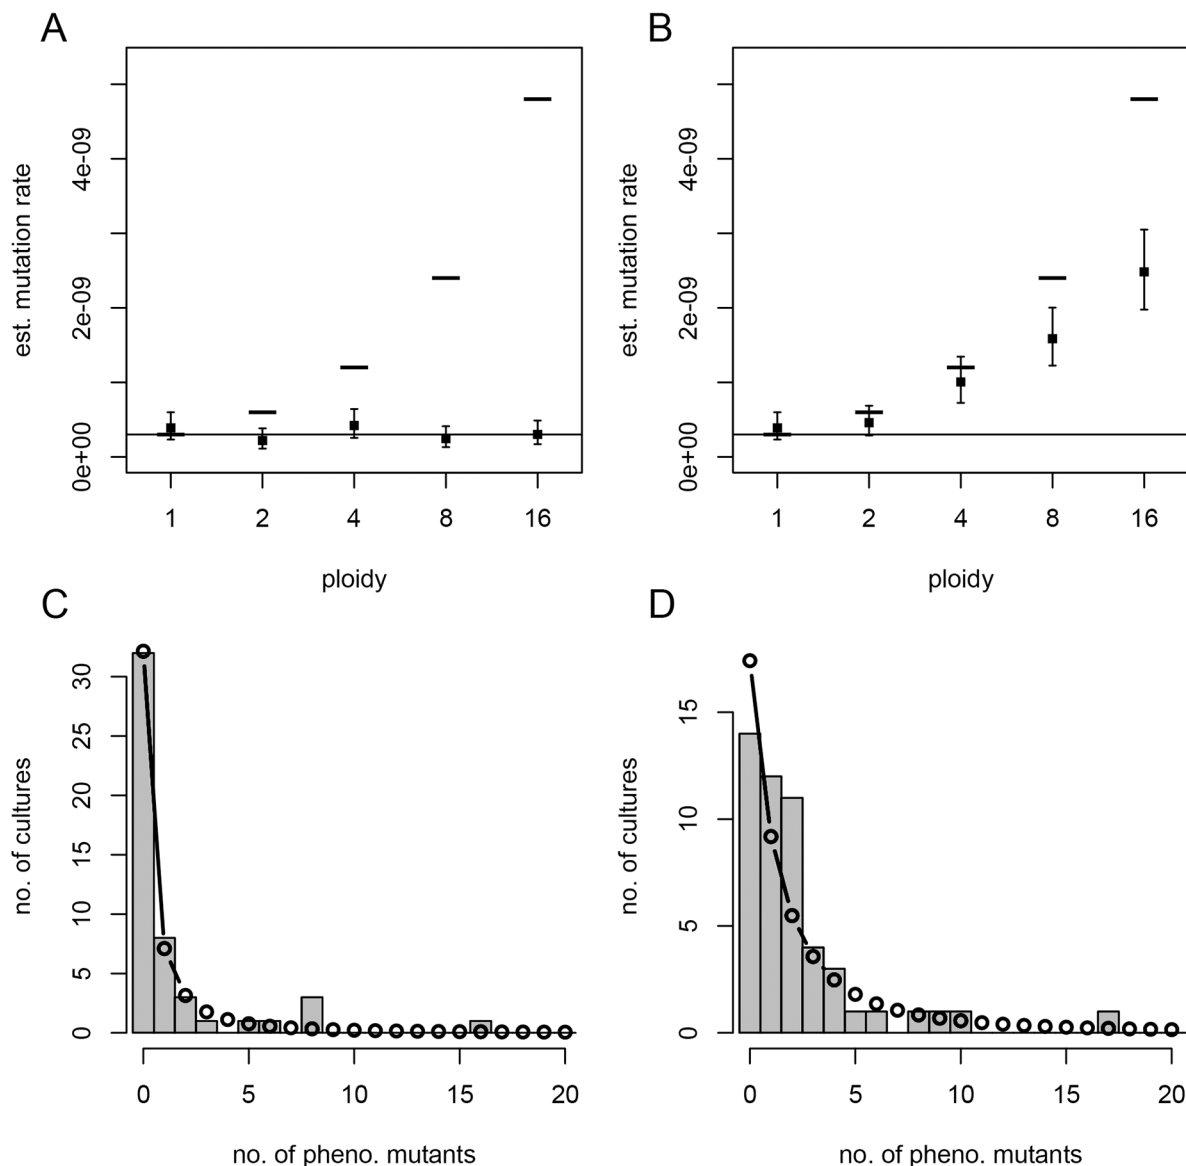 A
est. mutation rate
0e+00 2e-09 4e-09
1 2 4 8 16
ploidy
B
est. mutation rate
0e+00 2e-09 4e-09
1 2 4 8 16
ploidy
C
no. of cultures
0 5 10 15 20 25 30
0 5 10 15 20
no. of pheno. mutants
D
no. of cultures
0 5 10 15
0 5 10 15 20
no. of pheno. mutants